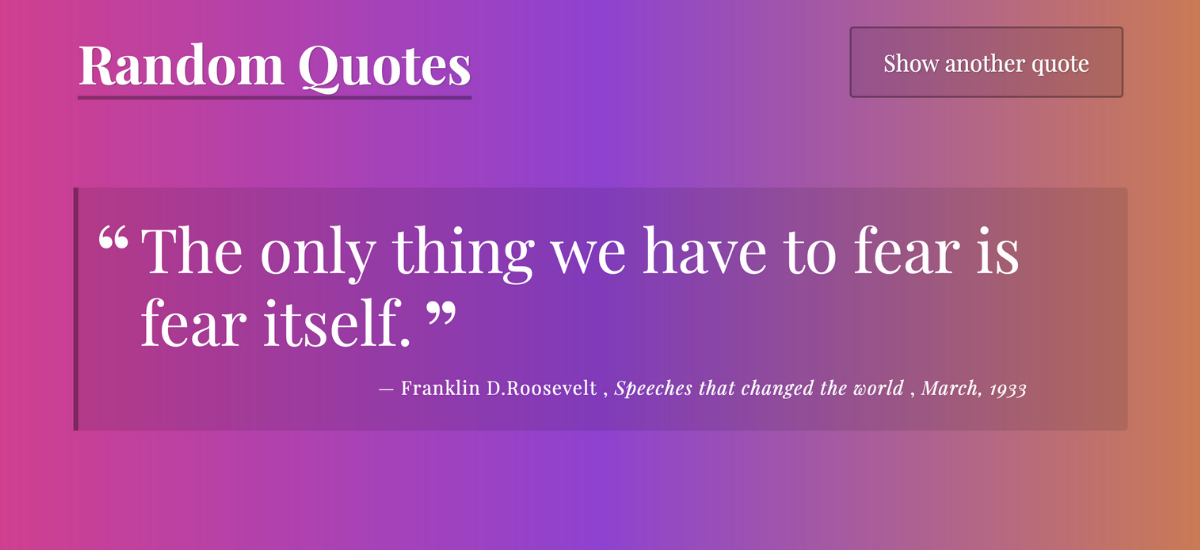 Random Quotes
Show another quote
“ The only thing we have to fear is
fear itself. ”
— Franklin D.Roosevelt , Speeches that changed the world , March, 1933